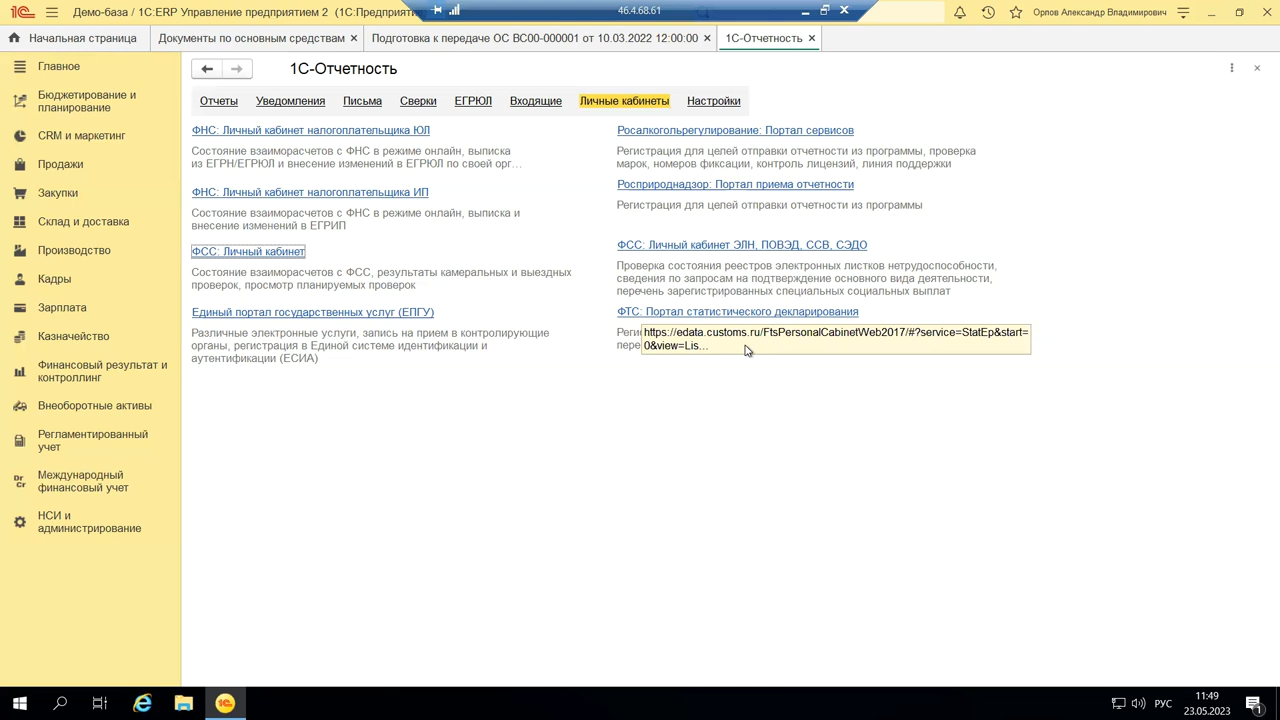 Демо-база / 1С:ERP Управление предприятием 2 (1С:Предприят
46.4.68.61
Орлов Александр Владимирович
Начальная страница
Документы по основным средствам
Подготовка к передаче ОС ВС00-000001 от 10.03.2022 12:00:00
1С-Отчетность
Главное
Бюджетирование и
планирование
CRM и маркетинг
Продажи
Закупки
Склад и доставка
Производство
Кадры
Зарплата
Казначейство
Финансовый результат и
контроллинг
Внеоборотные активы
Регламентированный
учет
Международный
финансовый учет
НСИ и
администрирование
1С-Отчетность
Отчеты
Уведомления
Письма
Сверки
ЕГРЮЛ
Входящие
Личные кабинеты
Настройки
ФНС: Личный кабинет налогоплательщика ЮЛ
Состояние взаиморасчетов с ФНС в режиме онлайн, выписка
из ЕГРН/ЕГРЮЛ и внесение изменений в ЕГРЮЛ по своей орг...
ФНС: Личный кабинет налогоплательщика ИП
Состояние взаиморасчетов с ФНС в режиме онлайн, выписка и
внесение изменений в ЕГРИП
ФСС: Личный кабинет
Состояние взаиморасчетов с ФСС, результаты камеральных и выездных
проверок, просмотр планируемых проверок
Единый портал государственных услуг (ЕПГУ)
Различные электронные услуги, запись на прием в контролирующие
органы, регистрация в Единой системе идентификации и
аутентификации (ЕСИА)
Росалкогольрегулирование: Портал сервисов
Регистрация для целей отправки отчетности из программы, проверка
марок, номеров фиксации, контроль лицензий, линия поддержки
Росприроднадзор: Портал приема отчетности
Регистрация для целей отправки отчетности из программы
ФСС: Личный кабинет ЭЛН, ПОВЭД, ССВ, СЭДО
Проверка состояния реестров электронных листков нетрудоспособности,
сведения по запросам на подтверждение основного вида деятельности,
перечень зарегистрированных специальных социальных выплат
ФТС: Портал статистического декларирования
Реги
пере
https://edata.customs.ru/FtsPersonalCabinetWeb2017/#?service=StatEp&start=
0&view=Lis...
РУС
11:49
23.05.2023
1